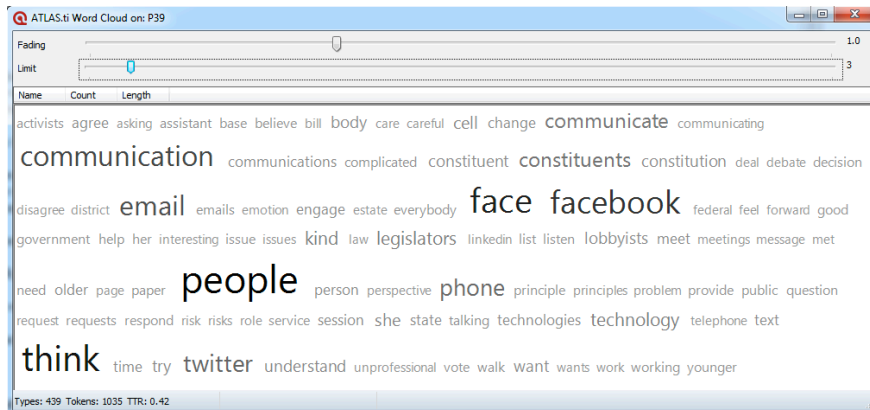 ATLAS.ti Word Cloud on: P39
Fading 1.0
Limit 3
Name Count Length
activists agree asking assistant base believe bill body care careful cell change communicate communicating
communication communications complicated constituent constituents constitution deal debate decision
disagree district email emails emotion engage estate everybody face facebook federal feel forward good
government help her interesting issue issues kind law legislators linkedin list listen lobbyists meet meetings message met
need older page paper people person perspective phone principle principles problem provide public question
request requests respond risk risks role service session she state talking technologies technology telephone text
think time try twitter understand unprofessional vote walk want wants work working younger
Types: 439 Tokens: 1035 TTR: 0.42